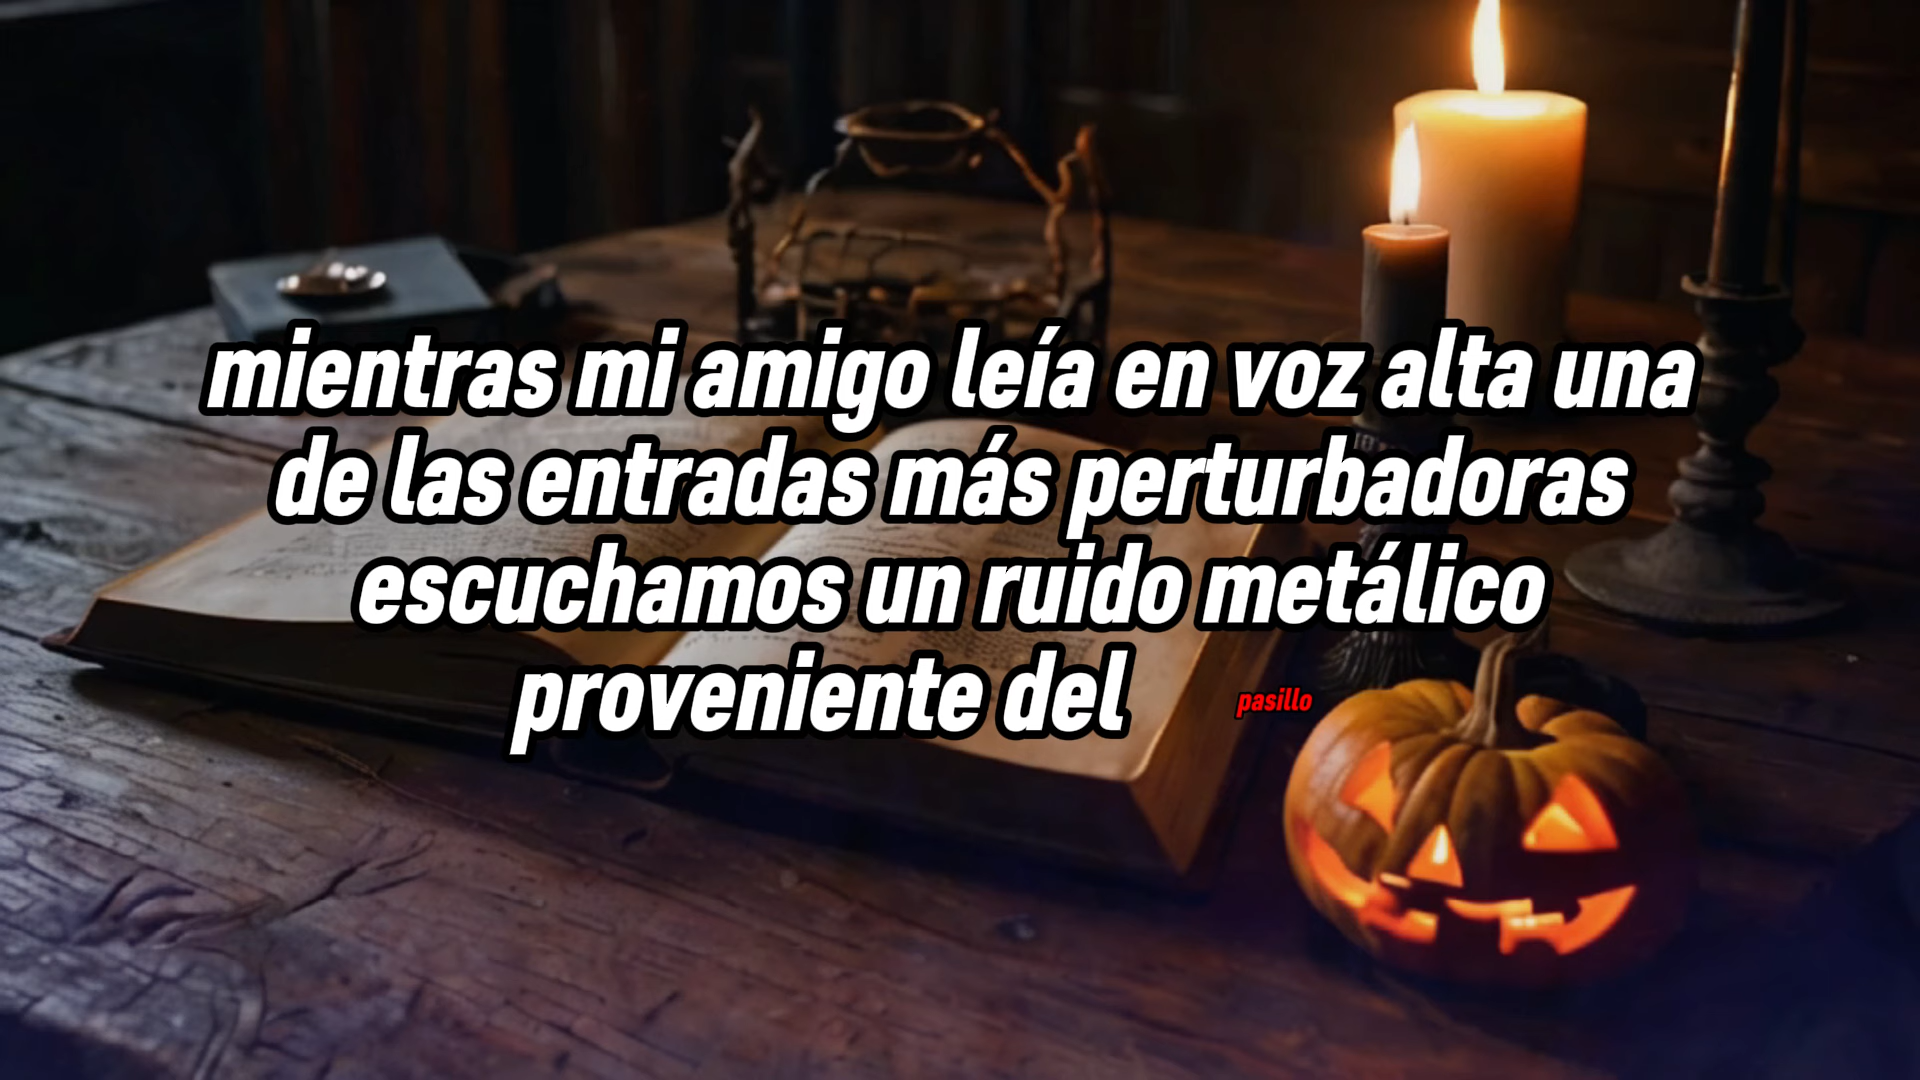 mientras mi amigo leía en voz alta una
de las entradas más perturbadoras
escuchamos un ruido metálico
proveniente del pasillo